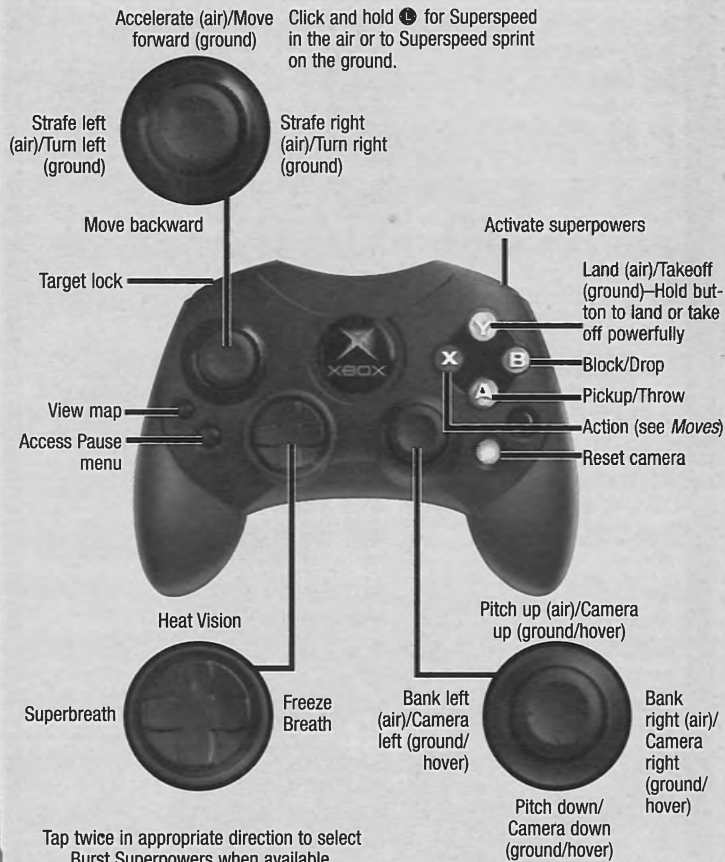 Accelerate (air)/Move
forward (ground)
Click and hold L for Superspeed
in the air or to Superspeed sprint
on the ground.
Strafe left
(air)/Turn left
(ground)
Strafe right
(air)/Turn right
(ground)
Move backward
Activate superpowers
Target lock
Land (air)/Takeoff
(ground)–Hold but-
ton to land or take
off powerfully
Y
X
B
A
XBOX
Block/Drop
Pickup/Throw
View map
Action (see Moves)
Access Pause
menu
Reset camera
Heat Vision
Superbreath
Freeze
Breath
Pitch up (air)/Camera
up (ground/hover)
Bank left
(air)/Camera
left (ground/
hover)
Bank
right (air)/
Camera
right
(ground/
hover)
Pitch down/
Camera down
(ground/hover)
Tap twice in appropriate direction to select
Burst Superpowers when available